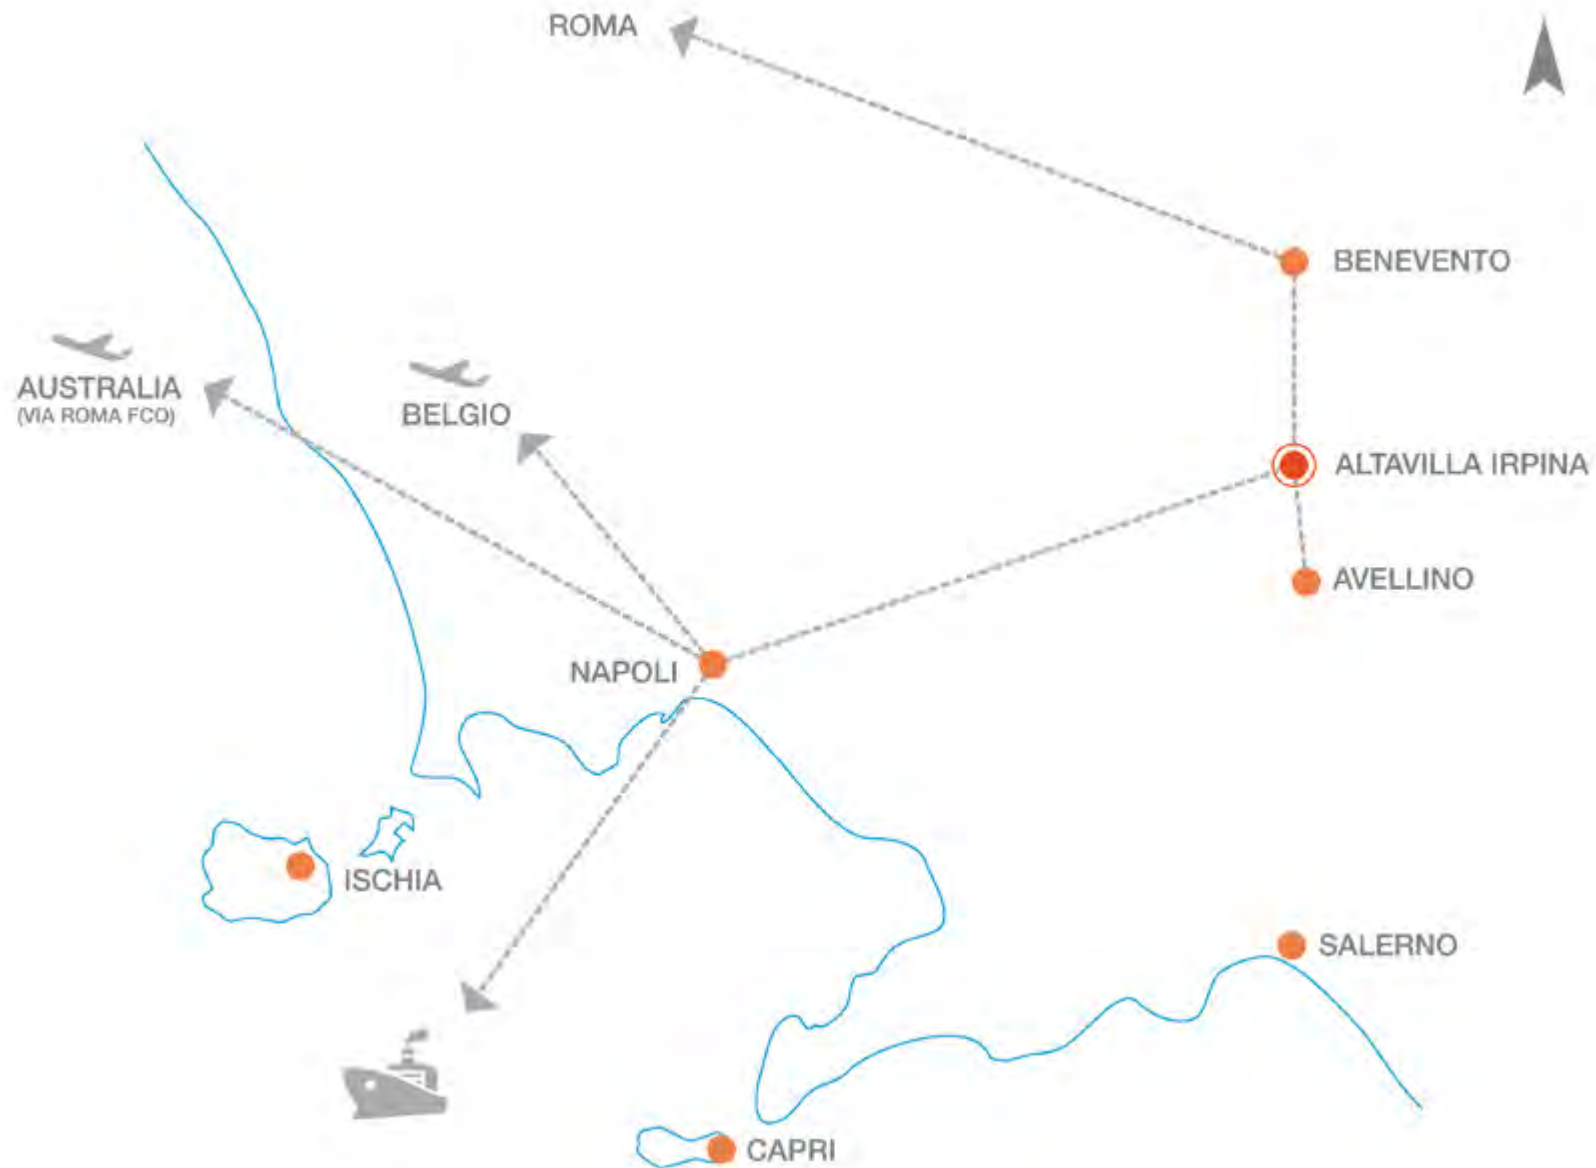 ROMA
BENEVENTO
AUSTRALIA
(VIA ROMA FCO)
BELGIO
ALTAVILLA IRPINA
AVELLINO
NAPOLI
ISCHIA
SALERNO
CAPRI